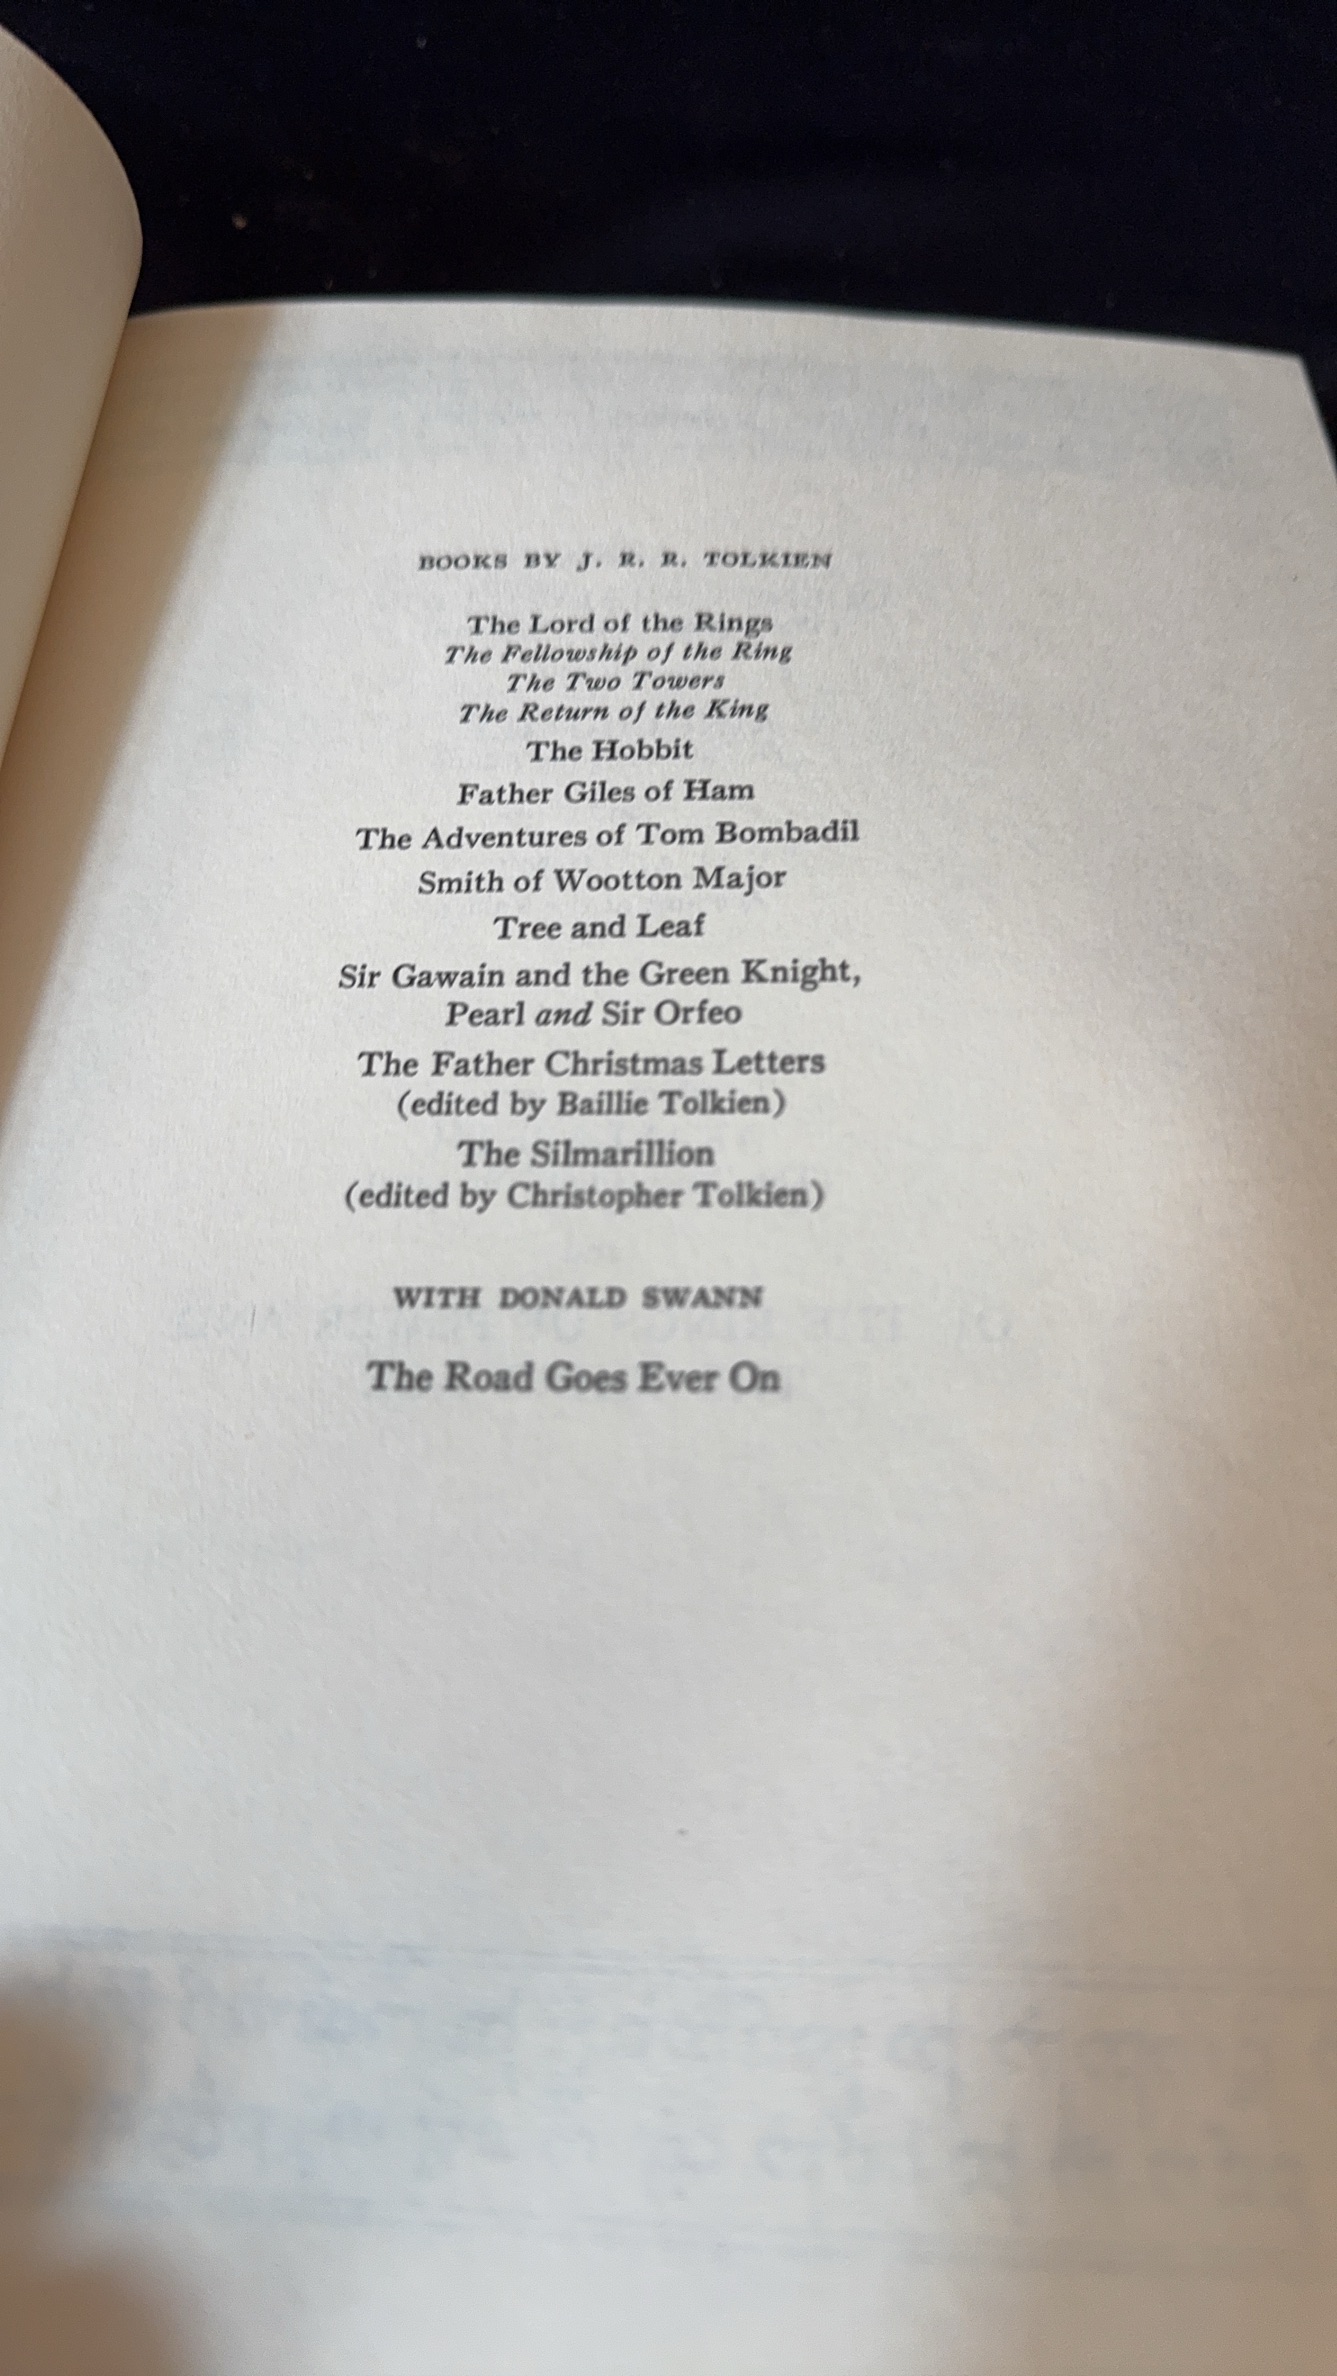 BOOKS BY J. R. R. TOLKIEN
The Lord of the Rings
The Fellowship of the Ring
The Two Towers
The Return of the King
The Hobbit
Father Giles of Ham
The Adventures of Tom Bombadil
Smith of Wootton Major
Tree and Leaf
Sir Gawain and the Green Knight,
Pearl and Sir Orfeo
The Father Christmas Letters
(edited by Baillie Tolkien)
The Silmarillion
(edited by Christopher Tolkien)
WITH DONALD SWANN
The Road Goes Ever On